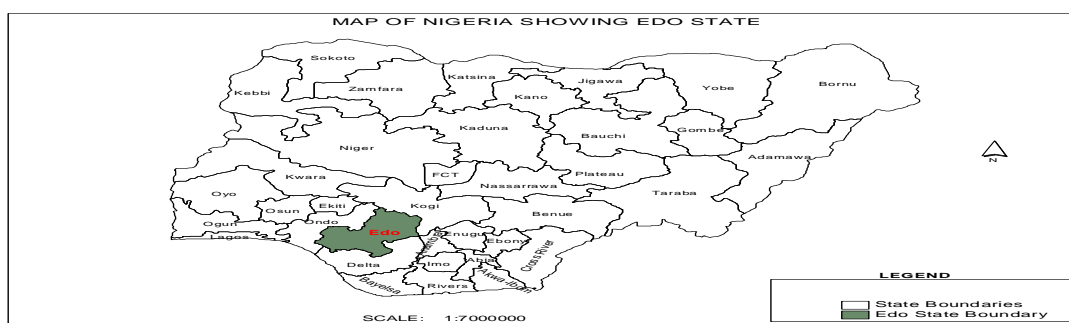 MAP OF NIGERIA SHOWING EDO STATE
Sokoto
Kebbi
Zamfara
Katsina
Kano
Jigawa
Yobe
Bornu
Kaduna
Bauchi
Gombe
Adamawa
Niger
FCT
Plateau
Nassarrawa
Taraba
Kwara
Oyo
Kogi
Benue
Osun
Ekiti
Ondo
Ogun
Lagos
Edo
Enugu
Ebony
Delta
Imo
Abia
Cross River
Bayelsa
Rivers
Akwa-Ibom
N
LEGEND
State Boundaries
Edo State Boundary
SCALE: 1:7000000